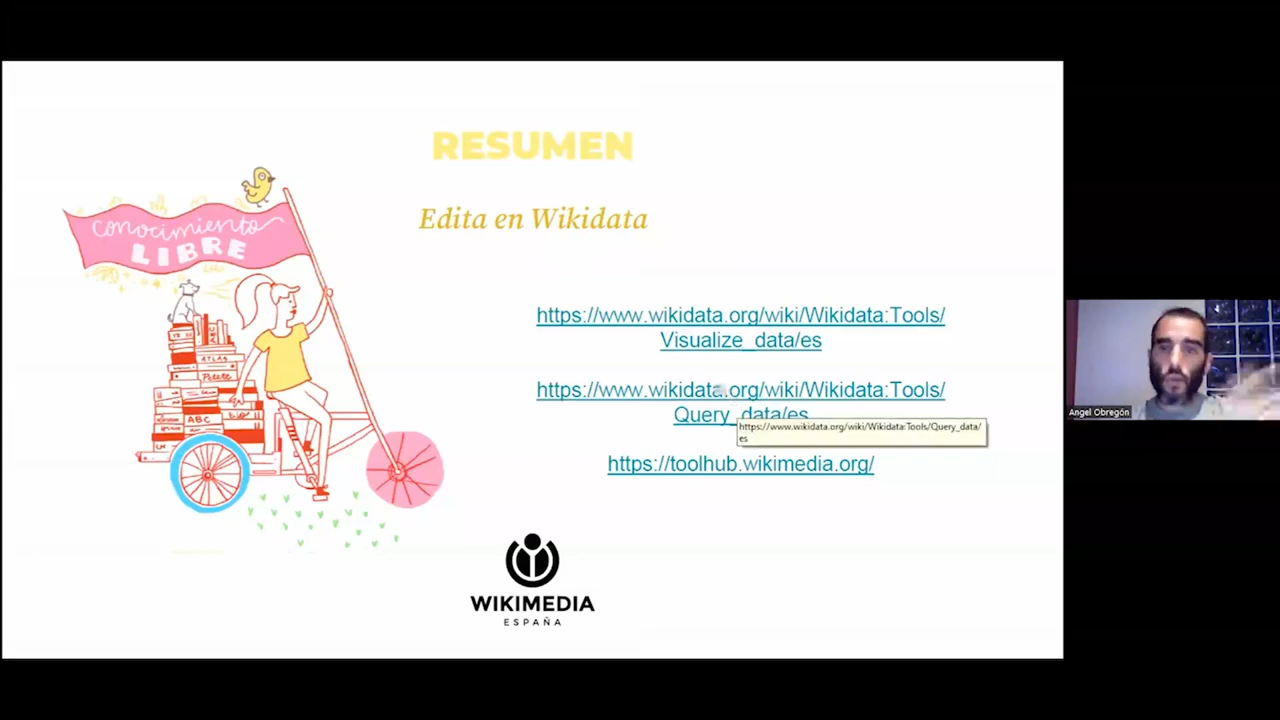 RESUMEN
Edita en Wikidata
conocimiento
LIBRE
ATLAS
ABC
https://www.wikidata.org/wiki/Wikidata:Tools/
Visualize_data/es
https://www.wikidata.org/wiki/Wikidata:Tools/
Query_data/es
https://www.wikidata.org/wiki/Wikidata:Tools/Query_data/
es
https://toolhub.wikimedia.org/
WIKIMEDIA
ESPAÑA
Angel Obregón